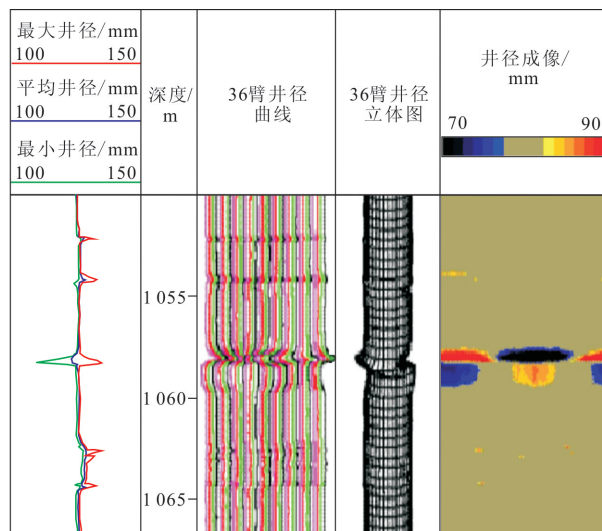 最大井径/mm
100 150
平均井径/mm
100 150
最小井径/mm
100 150
深度/
m
36臂井径
曲线
36臂井径
立体图
井径成像/
mm
70 90
1 055
1 060
1 065